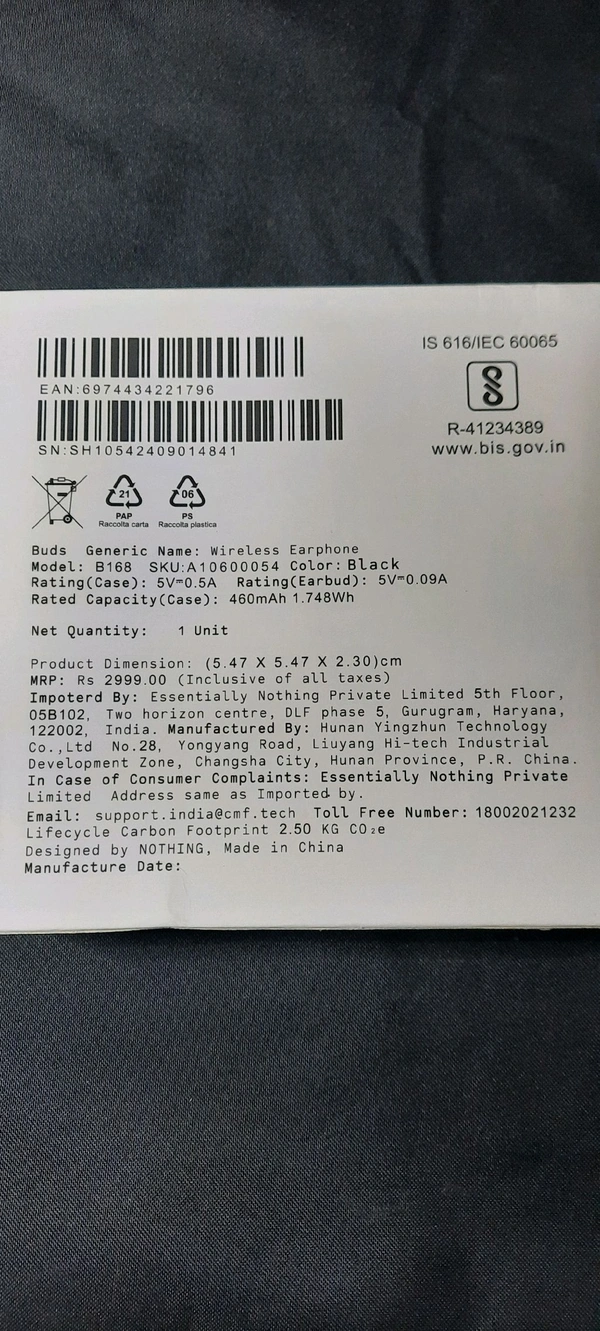 EAN:6974434221796
SN:SH10542409014841
IS 616/IEC 60065
R-41234389
www.bis.gov.in
21
PAP
Raccolta carta
06
PS
Raccolta plastica
Buds Generic Name: Wireless Earphone
Model: B168 SKU:A10600054 Color: Black
Rating(Case): 5V⎓0.5A Rating(Earbud): 5V⎓0.09A
Rated Capacity(Case): 460mAh 1.748Wh
Net Quantity: 1 Unit
Product Dimension: (5.47 X 5.47 X 2.30)cm
MRP: Rs 2999.00 (Inclusive of all taxes)
Impoterd By: Essentially Nothing Private Limited 5th Floor,
05B102, Two horizon centre, DLF phase 5, Gurugram, Haryana,
122002, India. Manufactured By: Hunan Yingzhun Technology
Co.,Ltd No.28, Yongyang Road, Liuyang Hi-tech Industrial
Development Zone, Changsha City, Hunan Province, P.R. China.
In Case of Consumer Complaints: Essentially Nothing Private
Limited Address same as Imported by.
Email: support.india@cmf.tech Toll Free Number: 18002021232
Lifecycle Carbon Footprint 2.50 KG CO₂e
Designed by NOTHING, Made in China
Manufacture Date: